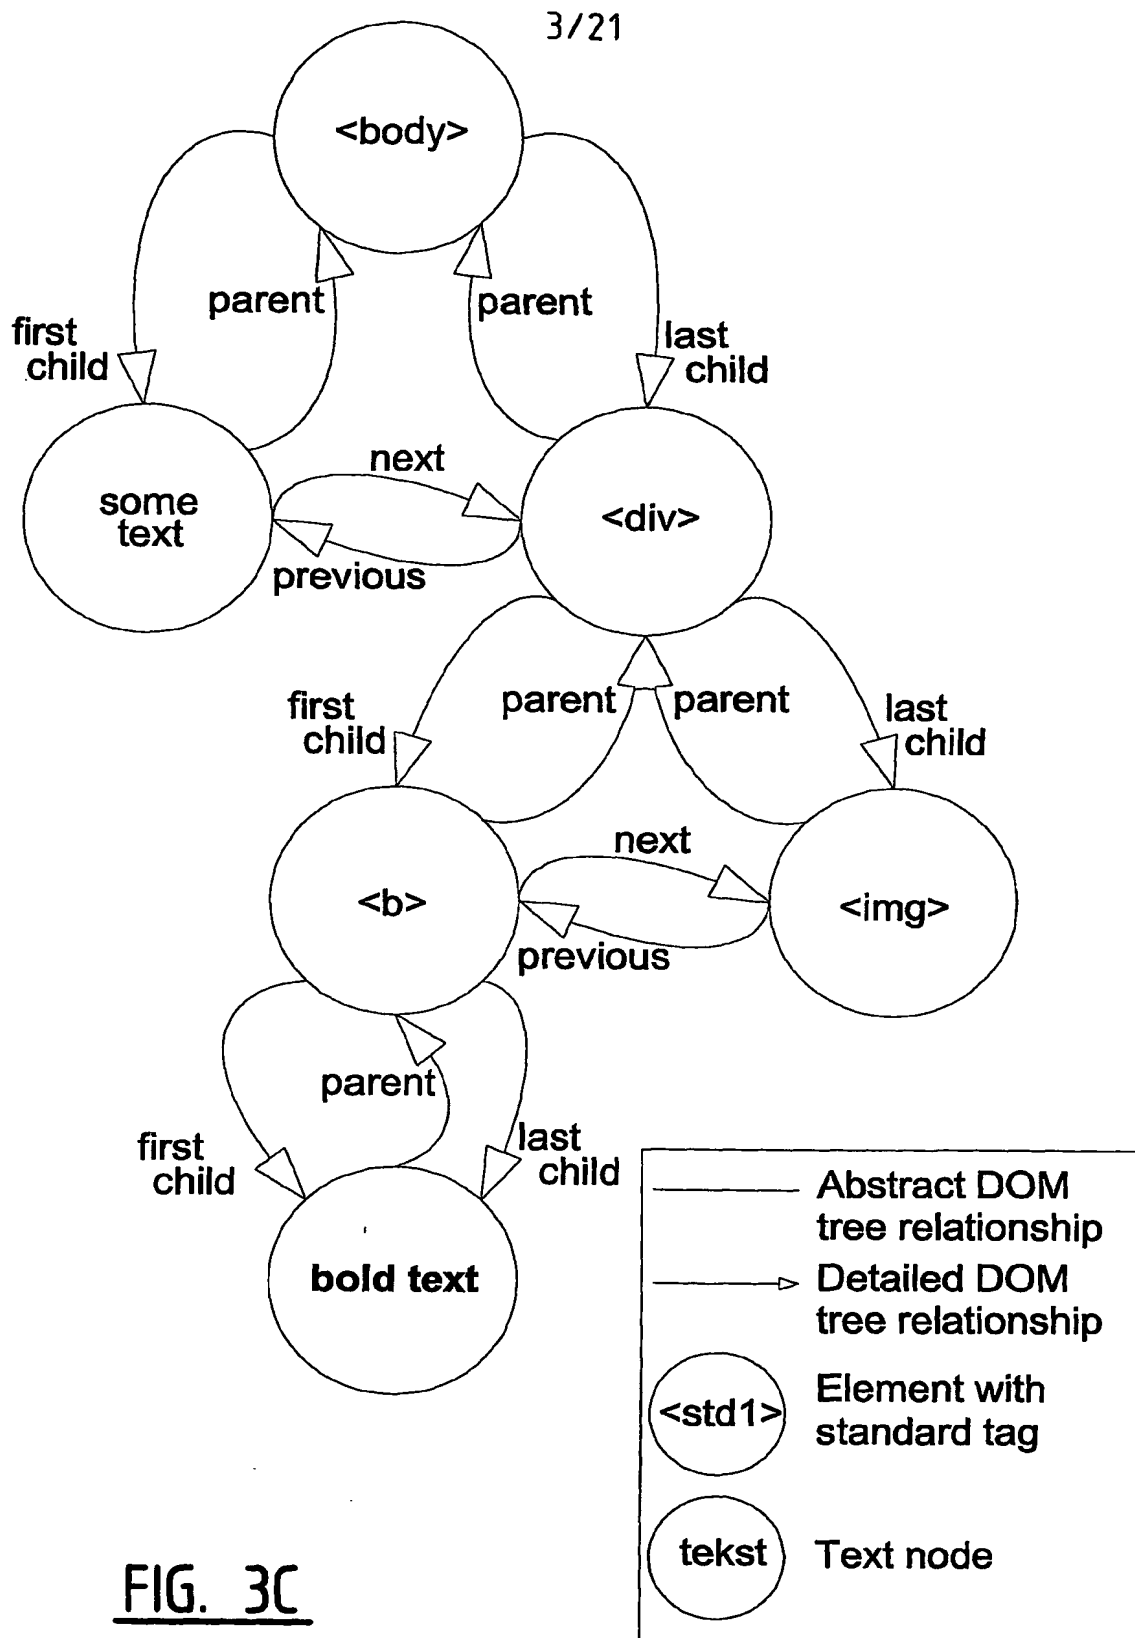 3/21
<body>
parent
parent
first
child
last
child
next
some
text
<div>
previous
first
child
parent
parent
last
child
next
<b>
<img>
previous
parent
first
child
last
child
bold text
Abstract DOM
tree relationship
Detailed DOM
tree relationship
<std1>
Element with
standard tag
tekst
Text node
FIG. 3C